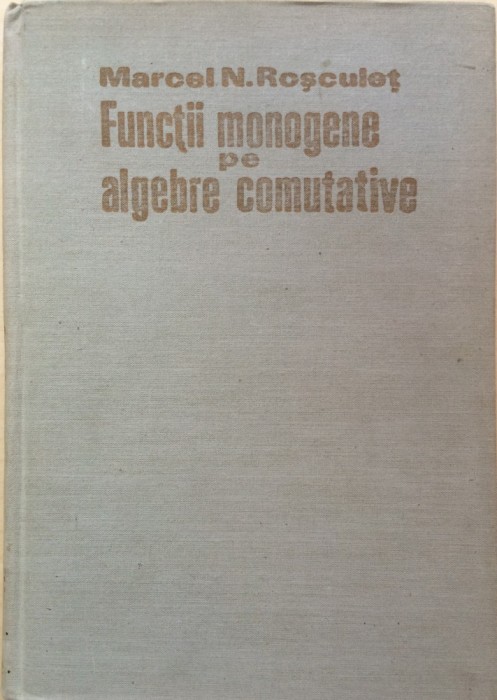 Marcel N. Roşculeţ
Funcţii monogene
pe
algebre comutative